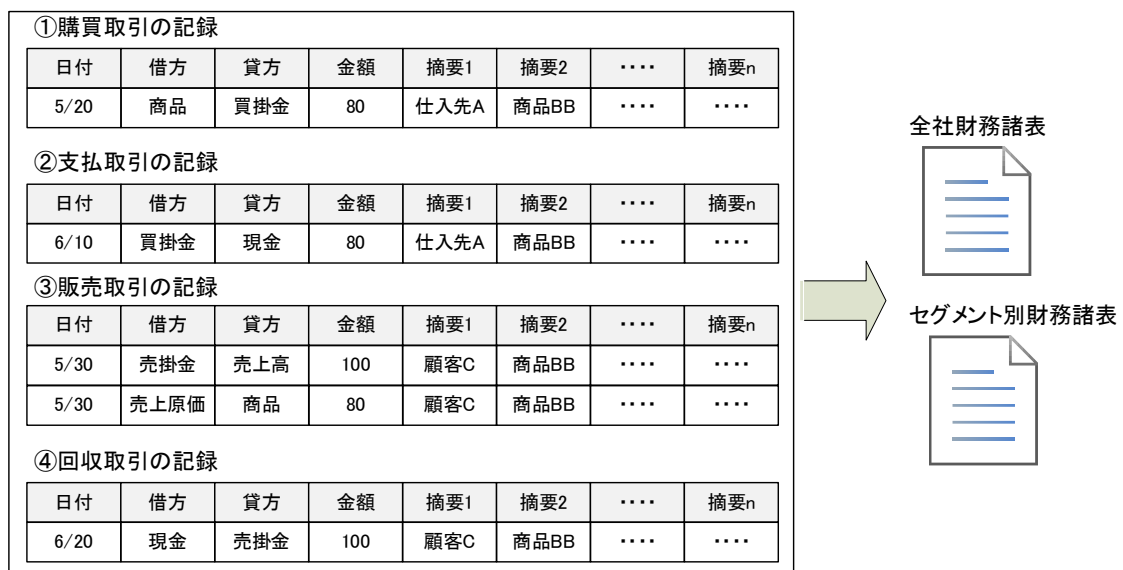 ①購買取引の記録
日付 借方 貸方 金額 摘要1 摘要2 ・・・・ 摘要n
5/20 商品 買掛金 80 仕入先A 商品BB ・・・・ ・・・・
②支払取引の記録
日付 借方 貸方 金額 摘要1 摘要2 ・・・・ 摘要n
6/10 買掛金 現金 80 仕入先A 商品BB ・・・・ ・・・・
③販売取引の記録
日付 借方 貸方 金額 摘要1 摘要2 ・・・・ 摘要n
5/30 売掛金 売上高 100 顧客C 商品BB ・・・・ ・・・・
5/30 売上原価 商品 80 顧客C 商品BB ・・・・ ・・・・
④回収取引の記録
日付 借方 貸方 金額 摘要1 摘要2 ・・・・ 摘要n
6/20 現金 売掛金 100 顧客C 商品BB ・・・・ ・・・・
全社財務諸表
セグメント別財務諸表